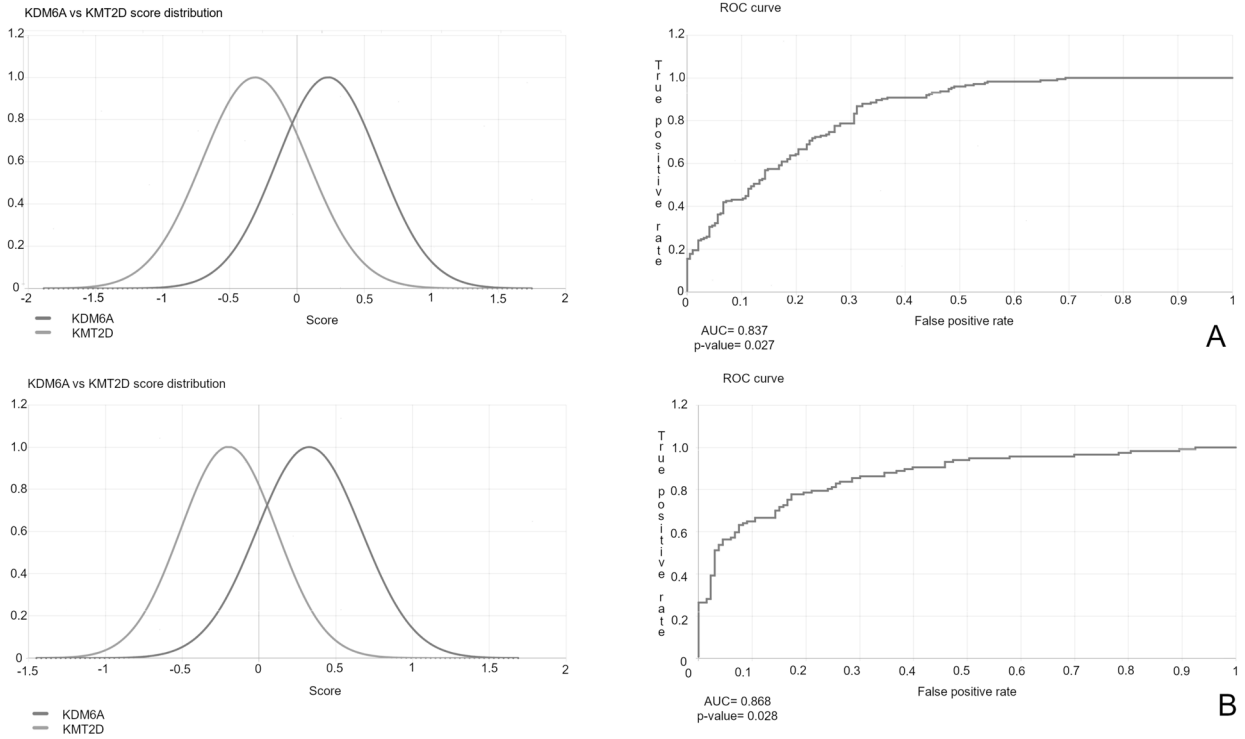 KDM6A vs KMT2D score distribution
1.2
1.0
0.8
0.6
0.4
0.2
0
-2 -1.5 -1 -0.5 0 0.5 1 1.5 2
Score
KDM6A
KMT2D
ROC curve
True positive rate
1.2
1.0
0.8
0.6
0.4
0.2
0
0 0.1 0.2 0.3 0.4 0.5 0.6 0.7 0.8 0.9 1
False positive rate
AUC= 0.837
p-value= 0.027
A
KDM6A vs KMT2D score distribution
1.2
1.0
0.8
0.6
0.4
0.2
0
-1.5 -1 -0.5 0 0.5 1 1.5 2
Score
KDM6A
KMT2D
ROC curve
True positive rate
1.2
1.0
0.8
0.6
0.4
0.2
0
0 0.1 0.2 0.3 0.4 0.5 0.6 0.7 0.8 0.9 1
False positive rate
AUC= 0.868
p-value= 0.028
B